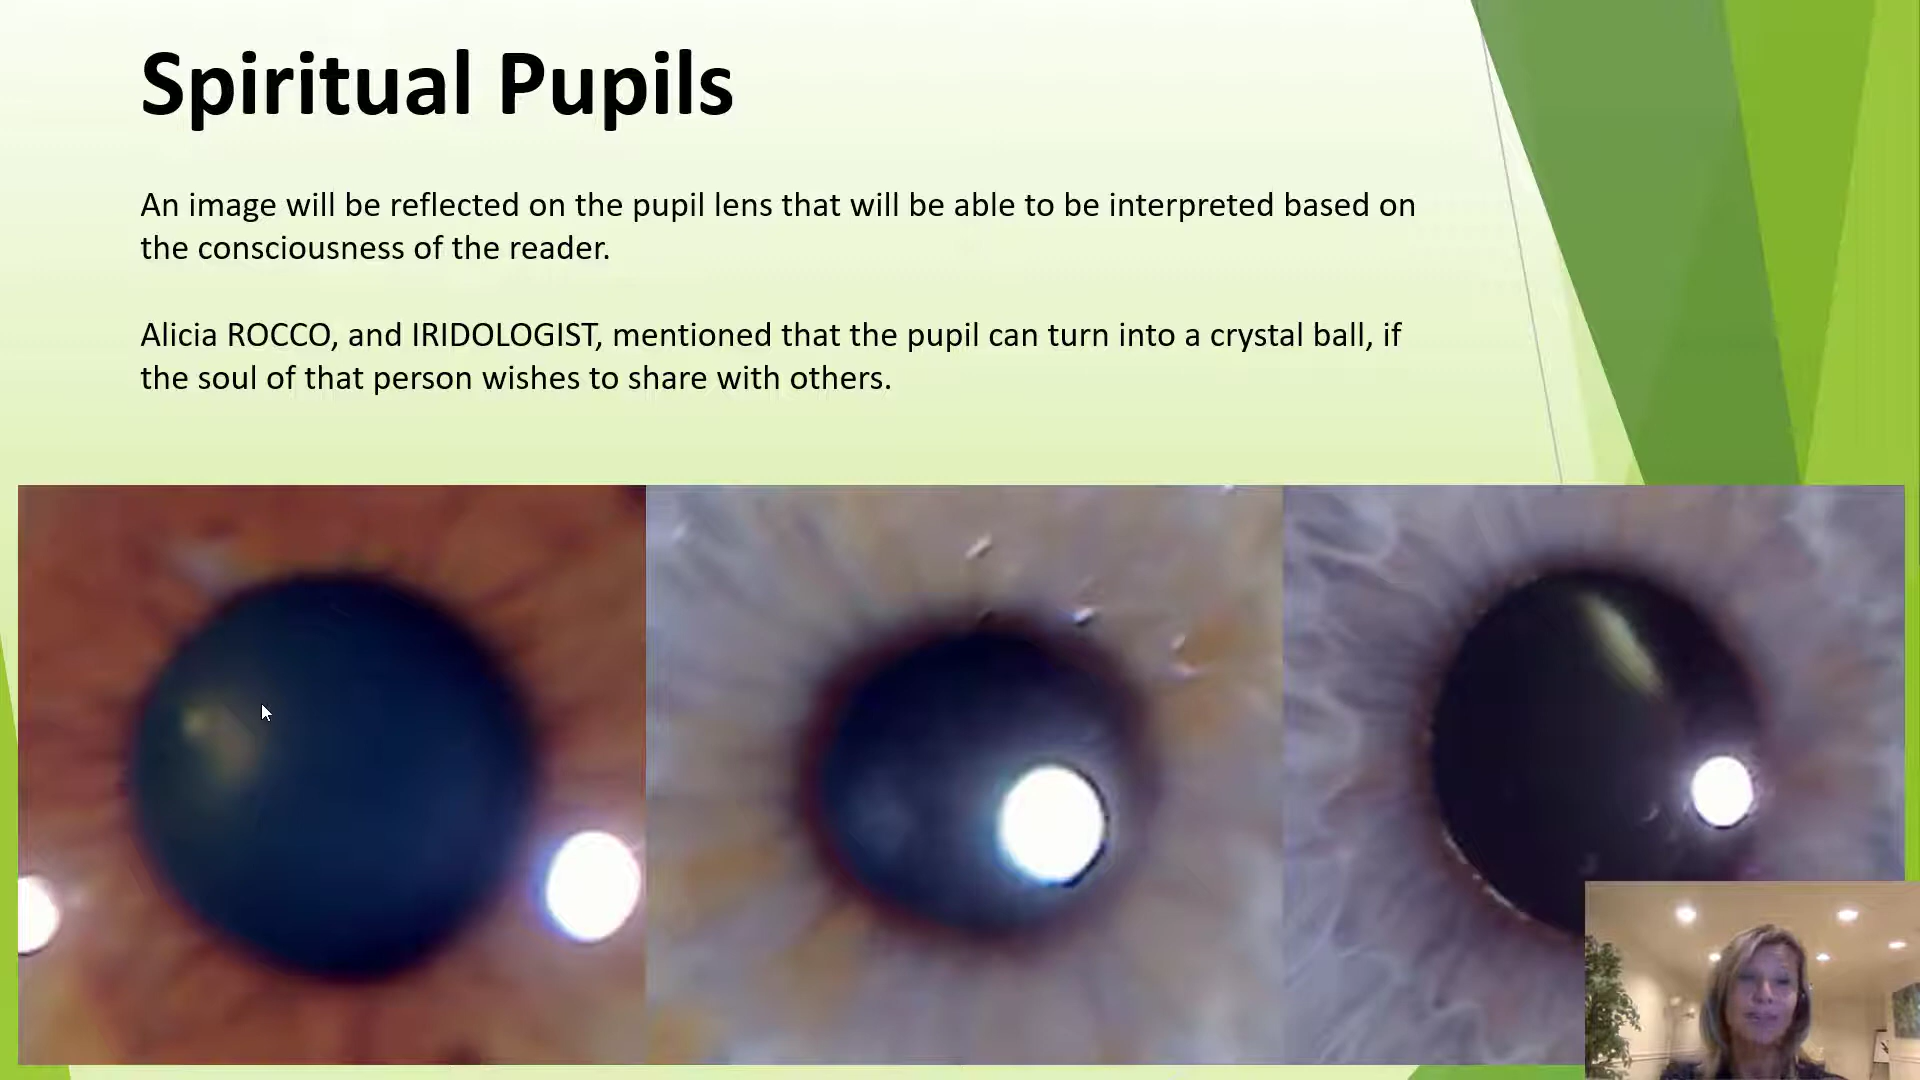 Spiritual Pupils
An image will be reflected on the pupil lens that will be able to be interpreted based on
the consciousness of the reader.
Alicia ROCCO, and IRIDOLOGIST, mentioned that the pupil can turn into a crystal ball, if
the soul of that person wishes to share with others.